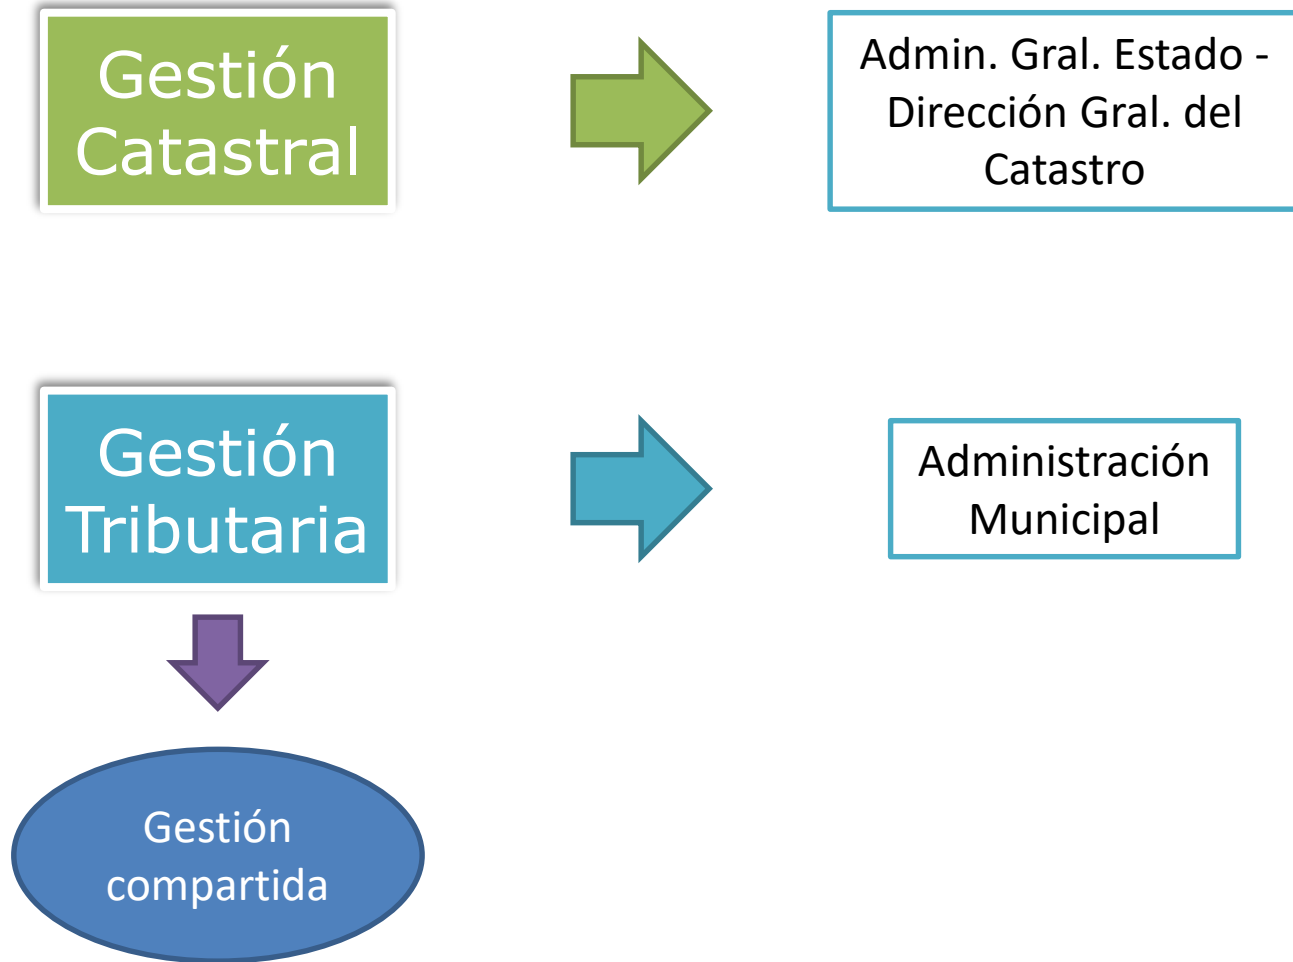 Gestión
Catastral
Admin. Gral. Estado -
Dirección Gral. del
Catastro
Gestión
Tributaria
Administración
Municipal
Gestión
compartida